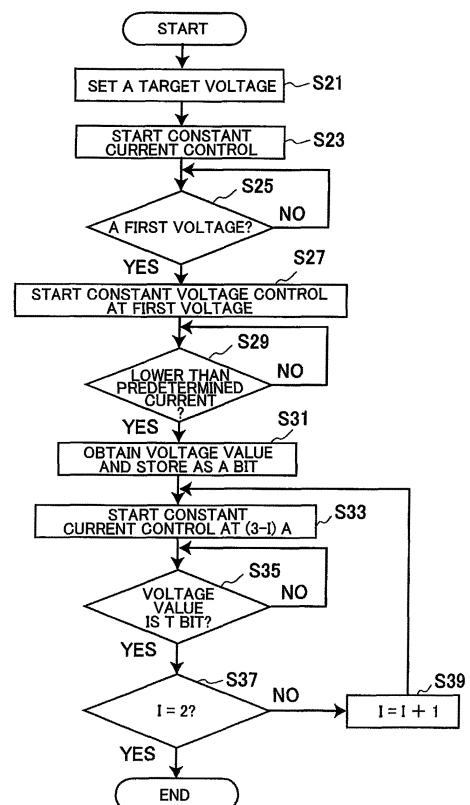 START
SET A TARGET VOLTAGE
S21
START CONSTANT
CURRENT CONTROL
S23
S25
A FIRST VOLTAGE?
NO
YES
S27
START CONSTANT VOLTAGE CONTROL
AT FIRST VOLTAGE
S29
LOWER THAN
PREDETERMINED
CURRENT
?
NO
YES
S31
OBTAIN VOLTAGE VALUE
AND STORE AS A BIT
START CONSTANT
CURRENT CONTROL AT (3-I) A
S33
S35
VOLTAGE
VALUE
IS T BIT?
NO
YES
S37
I = 2?
NO
S39
I = I + 1
YES
END